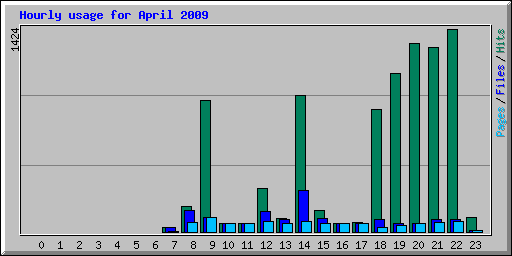 Hourly usage for April 2009
1424
Pages / Files / Hits
0 1 2 3 4 5 6 7 8 9 10 11 12 13 14 15 16 17 18 19 20 21 22 23